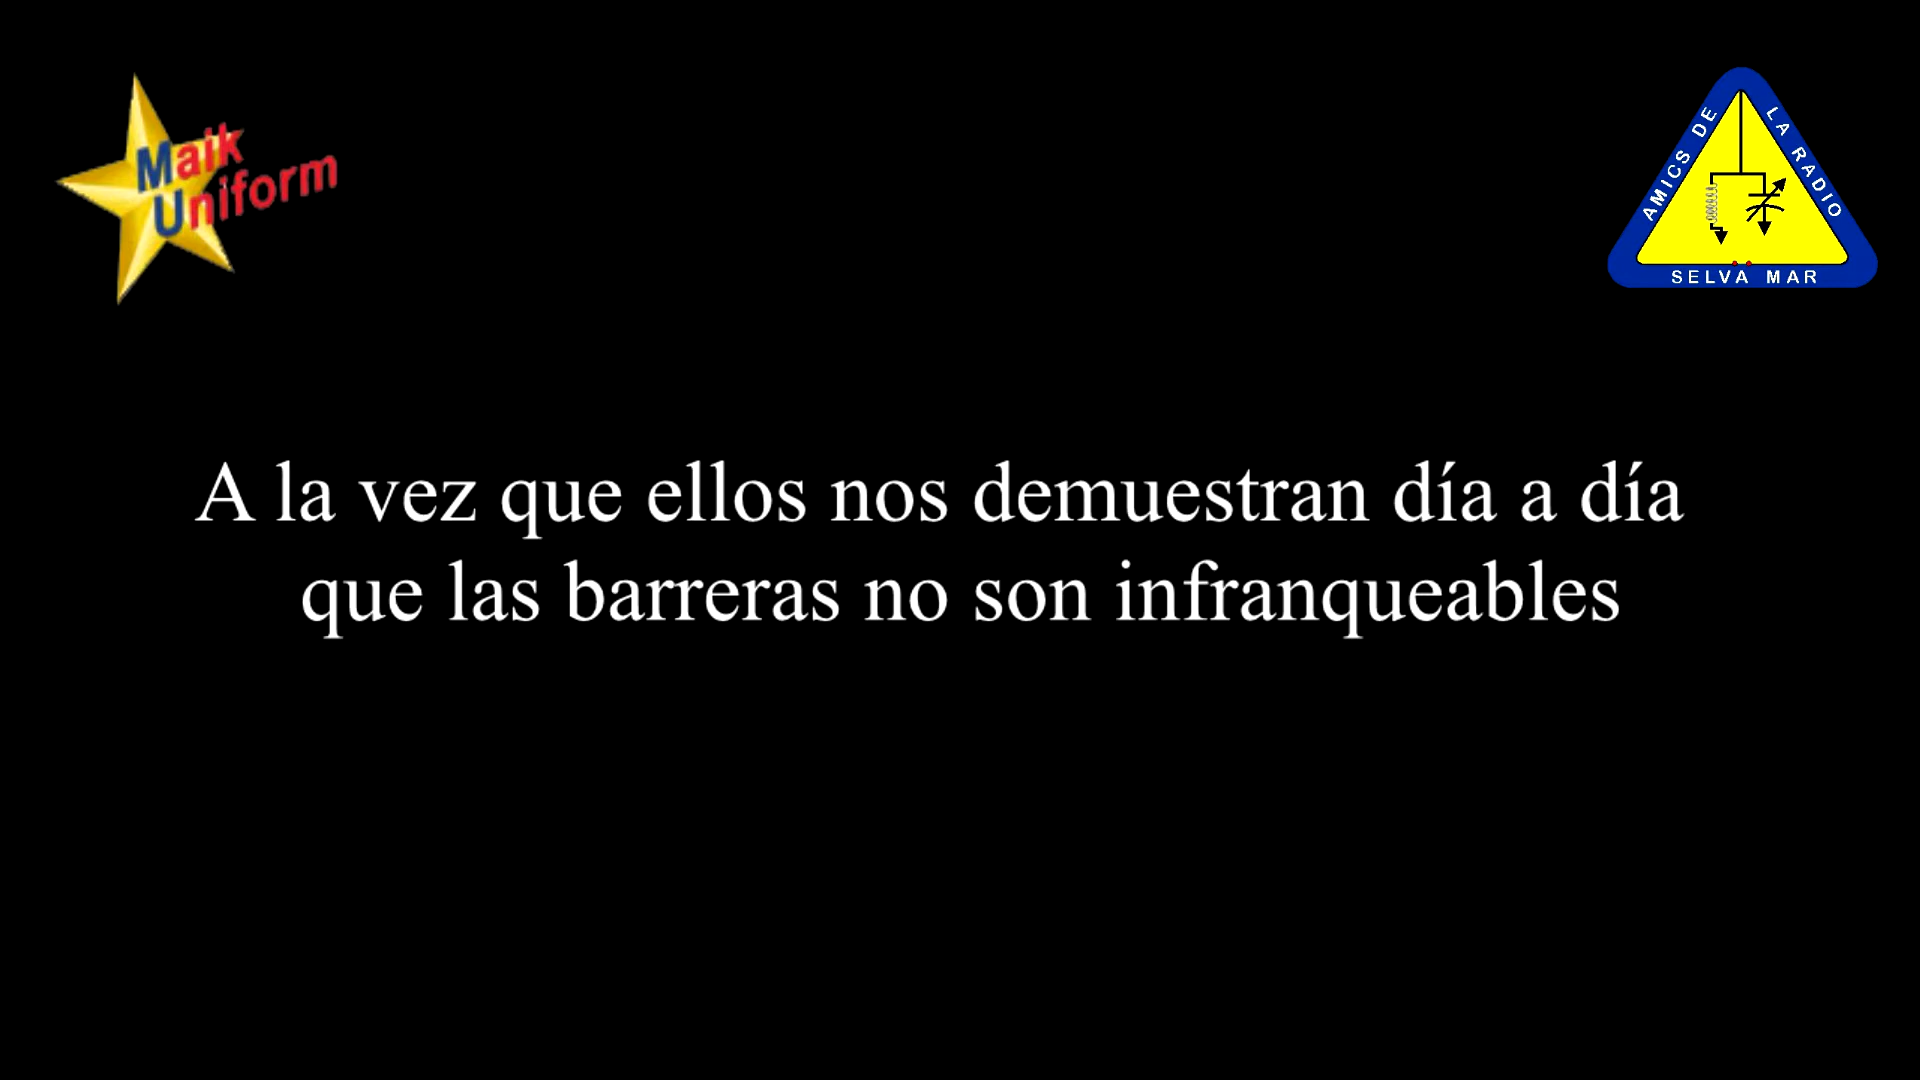 Maik
Uniform
AMICS DE LA RADIO
SELVA MAR
A la vez que ellos nos demuestran día a día
que las barreras no son infranqueables